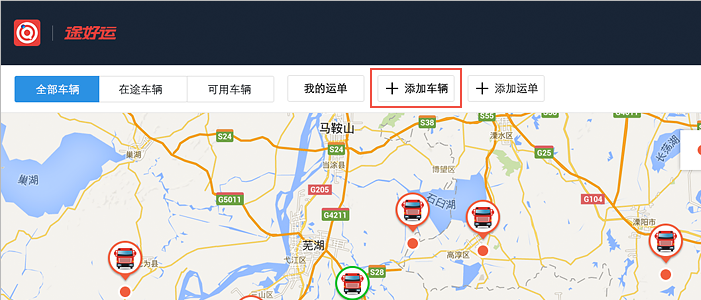 途好运
全部车辆 在途车辆 可用车辆 我的运单 + 添加车辆 + 添加运单
S24 马鞍山 S38 S55 溧水区
巢湖 S24 当涂县 G25 长荡湖
巢湖 G205 博望区
G5011 G4211 石臼湖 G104 溧阳市
芜湖
弋江区 高淳区
为县 S28
三山区